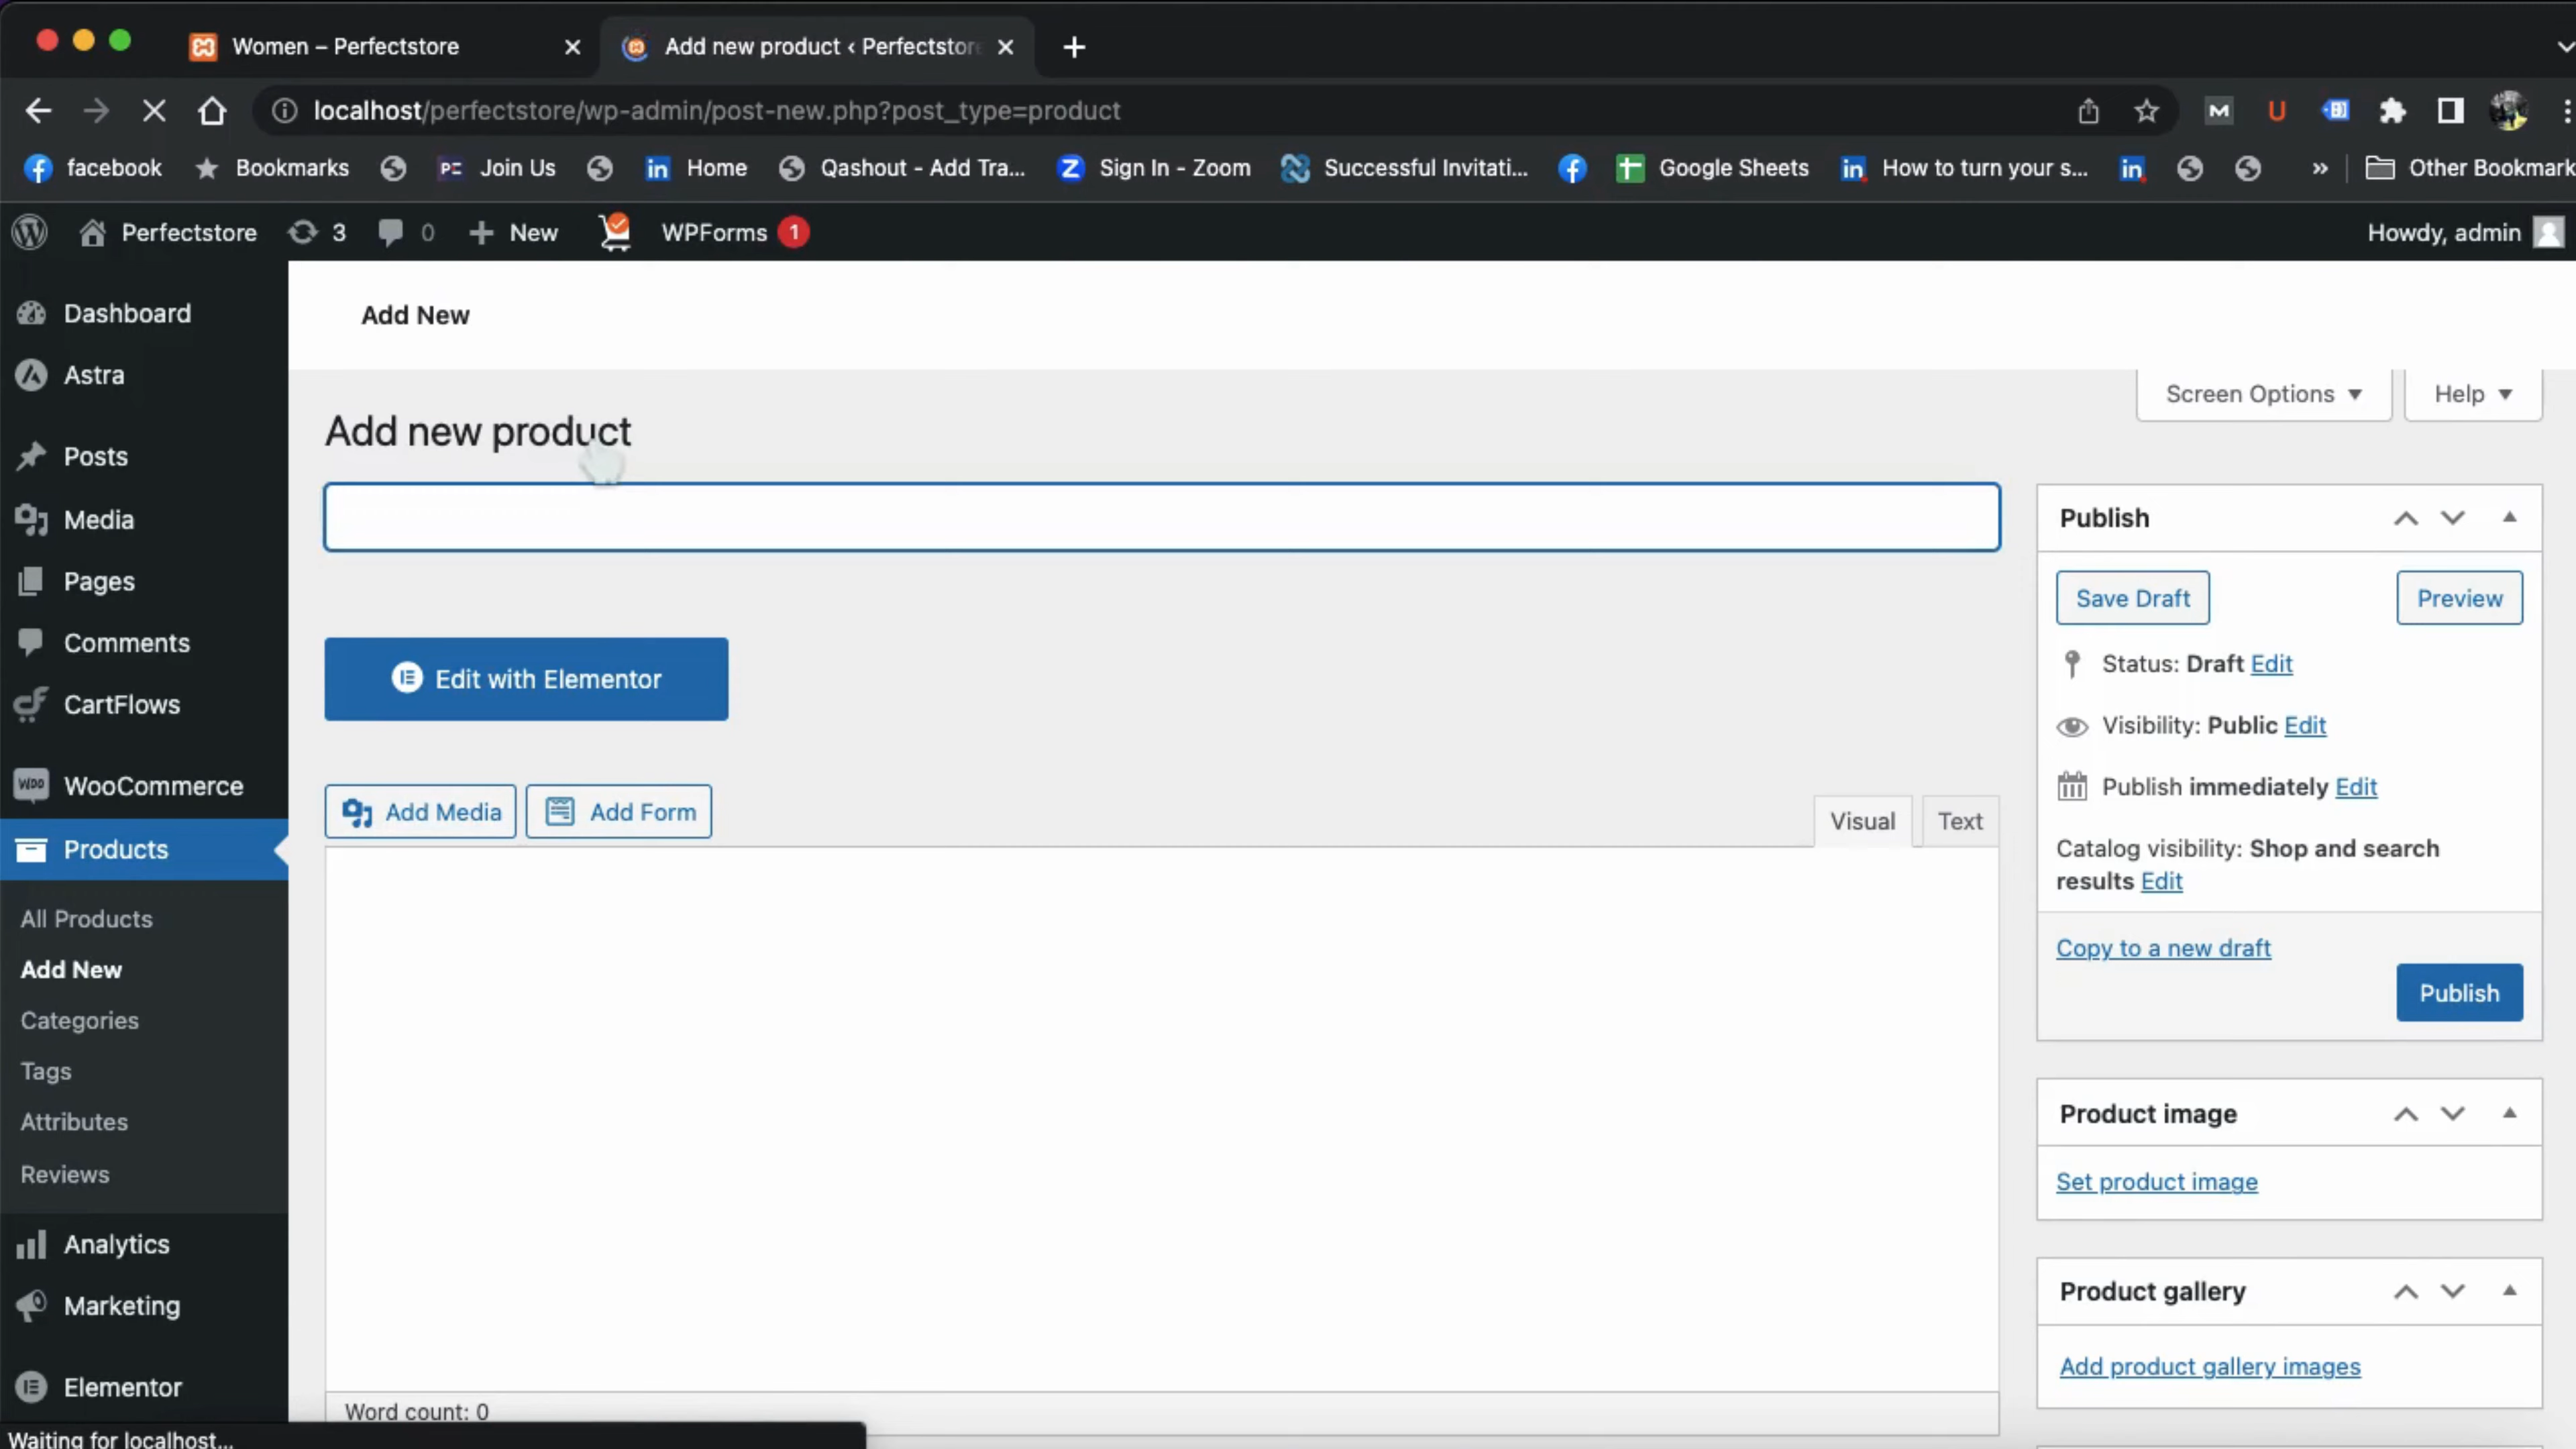 Women – Perfectstore
Add new product ‹ Perfectstor
localhost/perfectstore/wp-admin/post-new.php?post_type=product
facebook
Bookmarks
Join Us
Home
Qashout - Add Tra...
Sign In - Zoom
Successful Invitati...
Google Sheets
How to turn your s...
»
Other Bookmark
Perfectstore
3
0
New
WPForms 1
Howdy, admin
Dashboard
Astra
Posts
Media
Pages
Comments
CartFlows
WooCommerce
Products
All Products
Add New
Categories
Tags
Attributes
Reviews
Analytics
Marketing
Elementor
Waiting for localhost...
Add New
Screen Options
Help
Add new product
Edit with Elementor
Add Media
Add Form
Visual
Text
Word count: 0
Publish
Save Draft
Preview
Status: Draft Edit
Visibility: Public Edit
Publish immediately Edit
Catalog visibility: Shop and search
results Edit
Copy to a new draft
Publish
Product image
Set product image
Product gallery
Add product gallery images